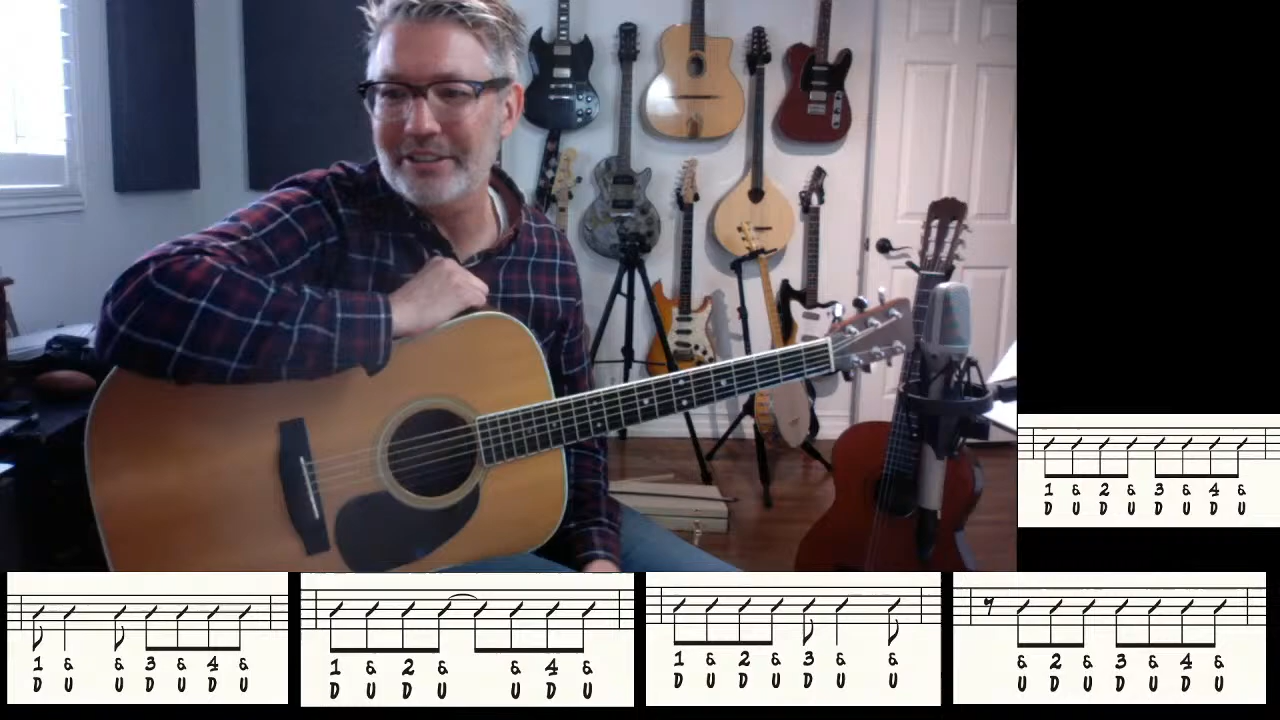 1 & 2 & 3 & 4 &
D U D U D U D U
1 & & 3 & 4 &
D U U D U D U
1 & 2 & & 4 &
D U D U U D U
1 & 2 & 3 & &
D U D U D U U
& 2 & 3 & 4 &
U D U D U D U